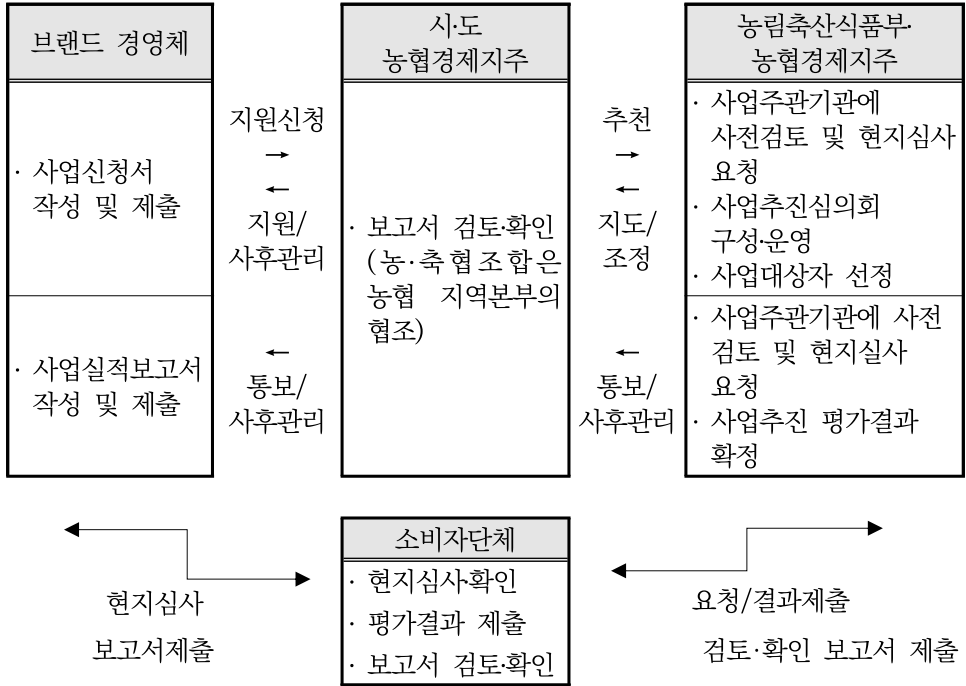 브랜드 경영체
시·도
농협경제지주
농림축산식품부·
농협경제지주
· 사업신청서
작성 및 제출
지원신청
→
←
지원/
사후관리
· 보고서 검토·확인
(농·축협조합은
농협 지역본부의
협조)
추천
→
←
지도/
조정
· 사업주관기관에
사전검토 및 현지심사
요청
· 사업추진심의회
구성·운영
· 사업대상자 선정
· 사업실적보고서
작성 및 제출
←
통보/
사후관리
←
통보/
사후관리
· 사업주관기관에 사전
검토 및 현지실사
요청
· 사업추진 평가결과
확정
현지심사
보고서제출
소비자단체
· 현지심사·확인
· 평가결과 제출
· 보고서 검토·확인
요청/결과제출
검토·확인 보고서 제출